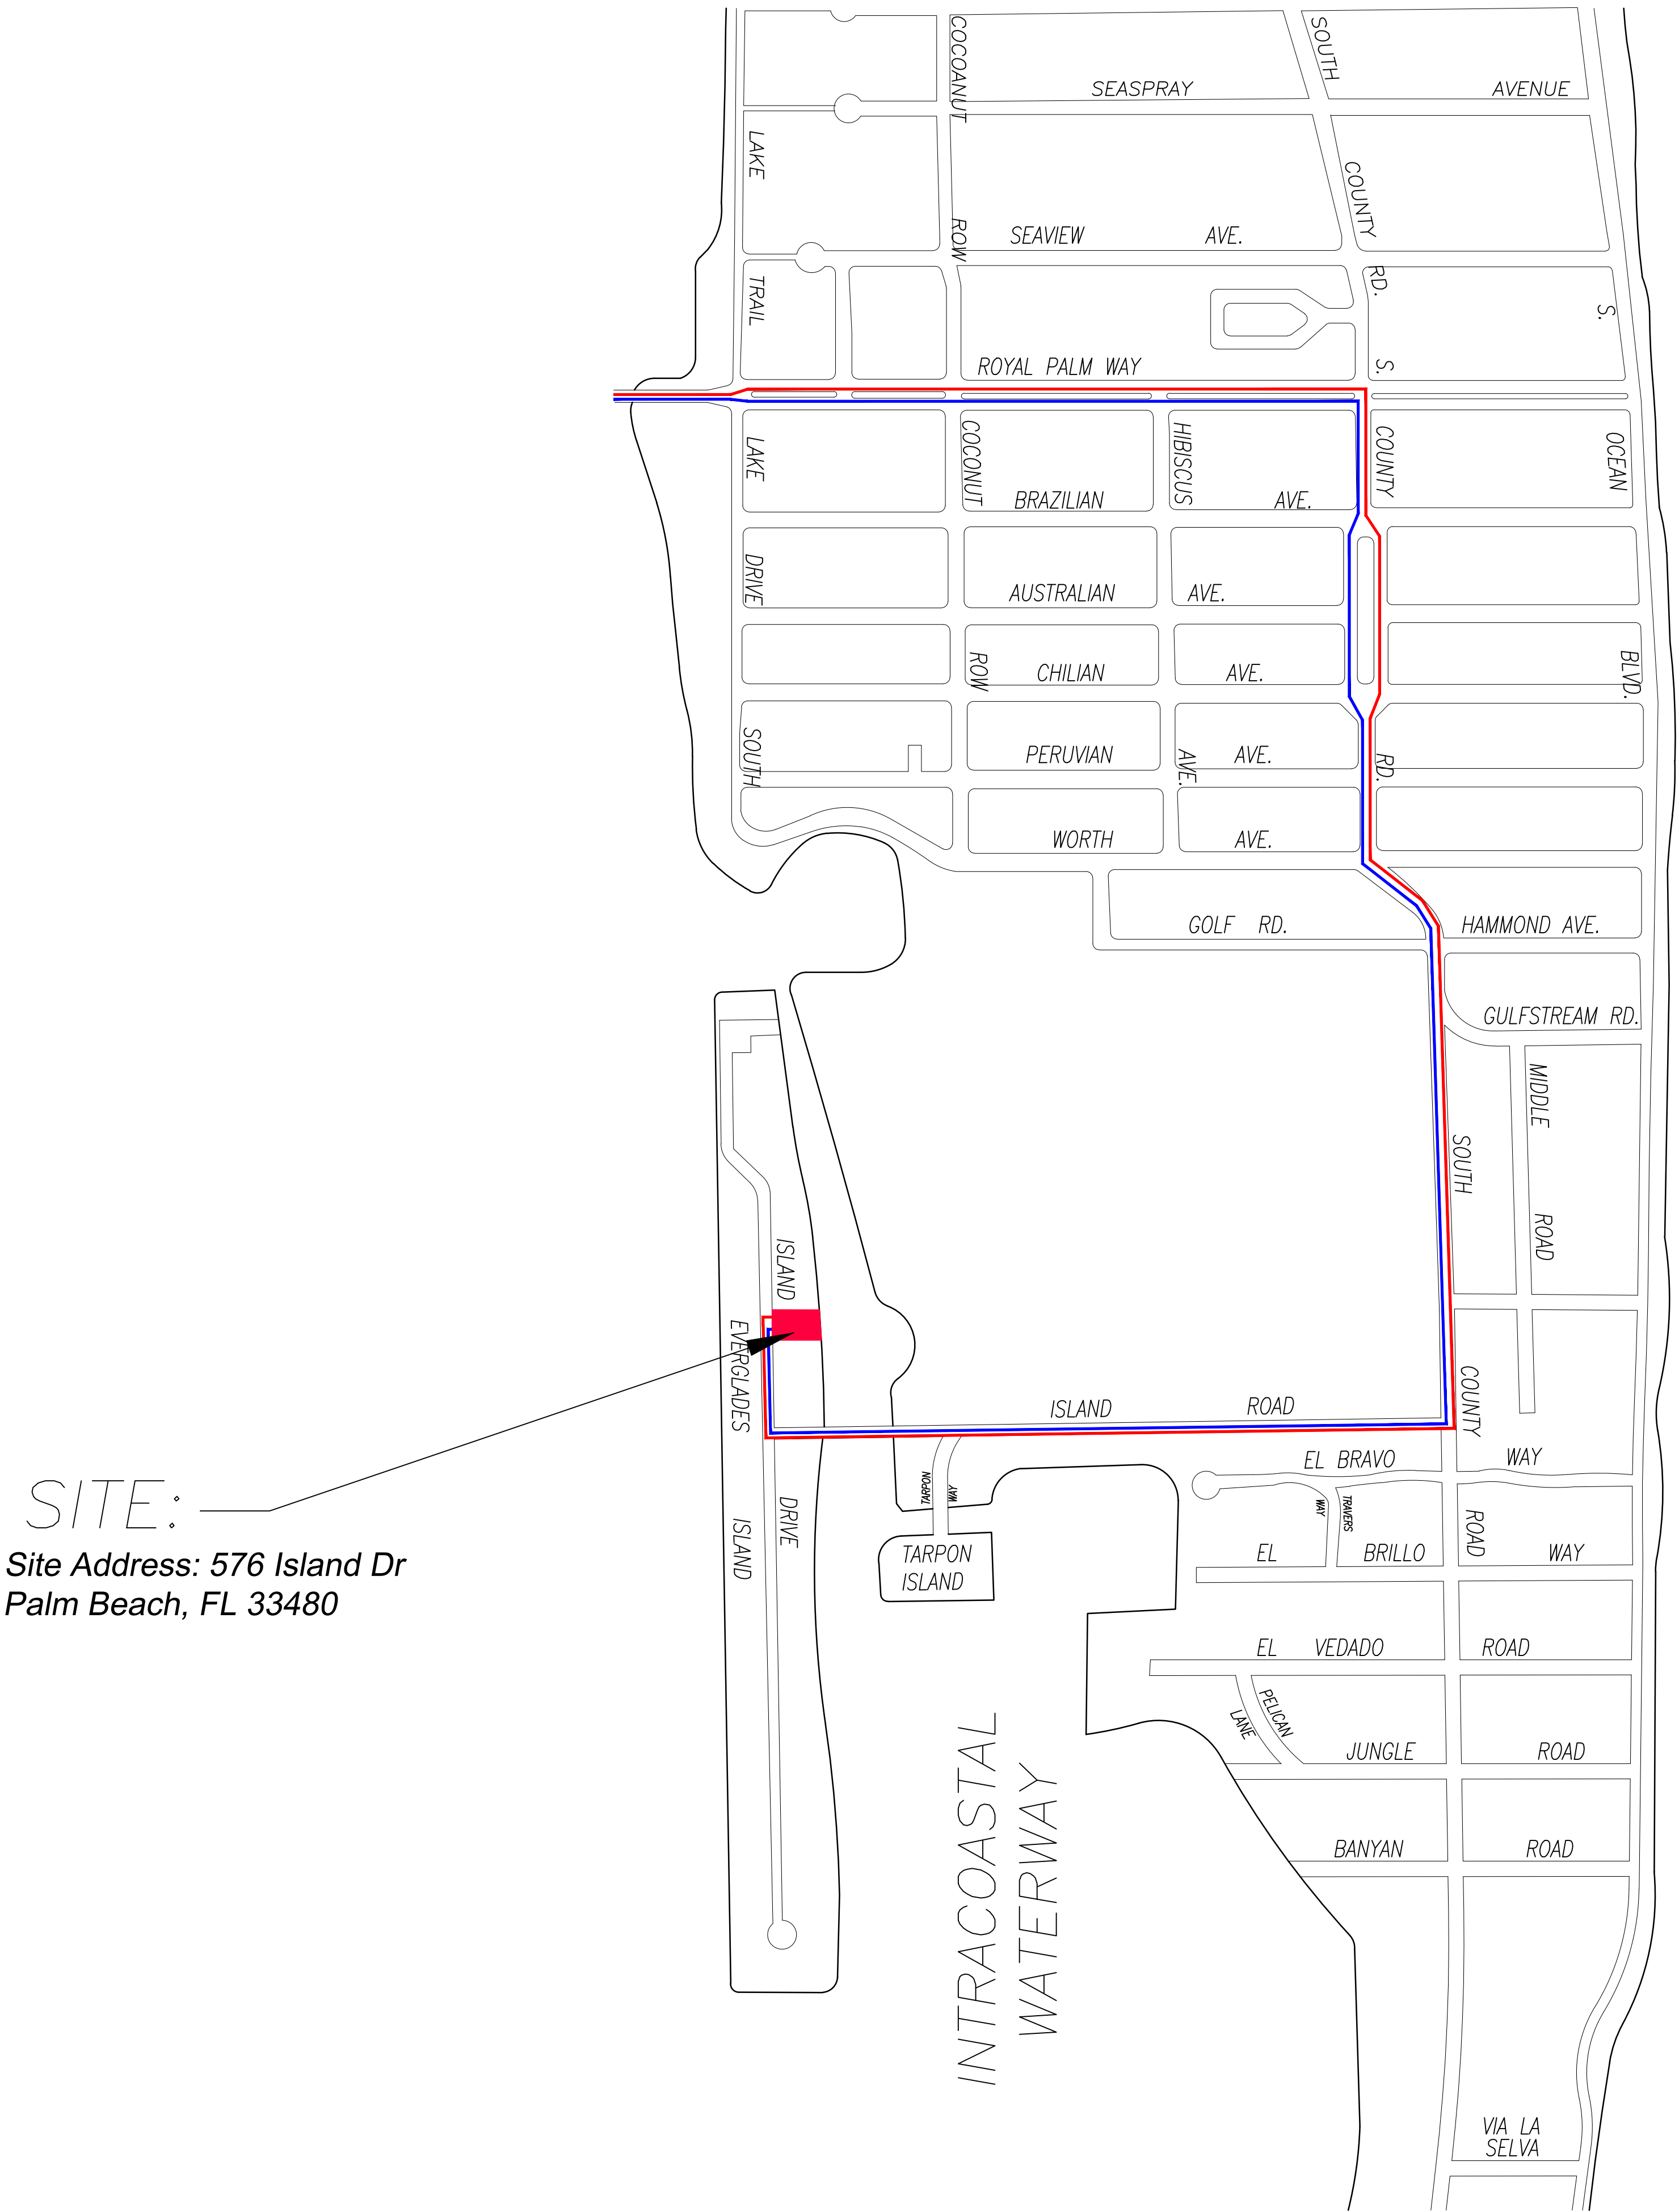 COCOANUT
ROW
SOUTH
COUNTY
RD.
SEASPRAY
AVENUE
LAKE
TRAIL
SEAVIEW
AVE.
S.
OCEAN
BLVD.
ROYAL PALM WAY
S.
COUNTY
RD.
LAKE
DRIVE
SOUTH
COCONUT
ROW
HIBISCUS
AVE.
BRAZILIAN
AVE.
AUSTRALIAN
AVE.
CHILIAN
AVE.
PERUVIAN
AVE.
WORTH
AVE.
GOLF RD.
HAMMOND AVE.
GULFSTREAM RD.
MIDDLE
ROAD
SOUTH
COUNTY
ROAD
ISLAND
DRIVE
EVERGLADES
ISLAND
ISLAND
ROAD
EL BRAVO
WAY
TARPON
WAY
TRAVERS
WAY
TARPON
ISLAND
EL
BRILLO
WAY
SITE:
Site Address: 576 Island Dr
Palm Beach, FL 33480
EL
VEDADO
ROAD
PELICAN
LANE
JUNGLE
ROAD
INTRACOASTAL
WATERWAY
BANYAN
ROAD
VIA LA
SELVA